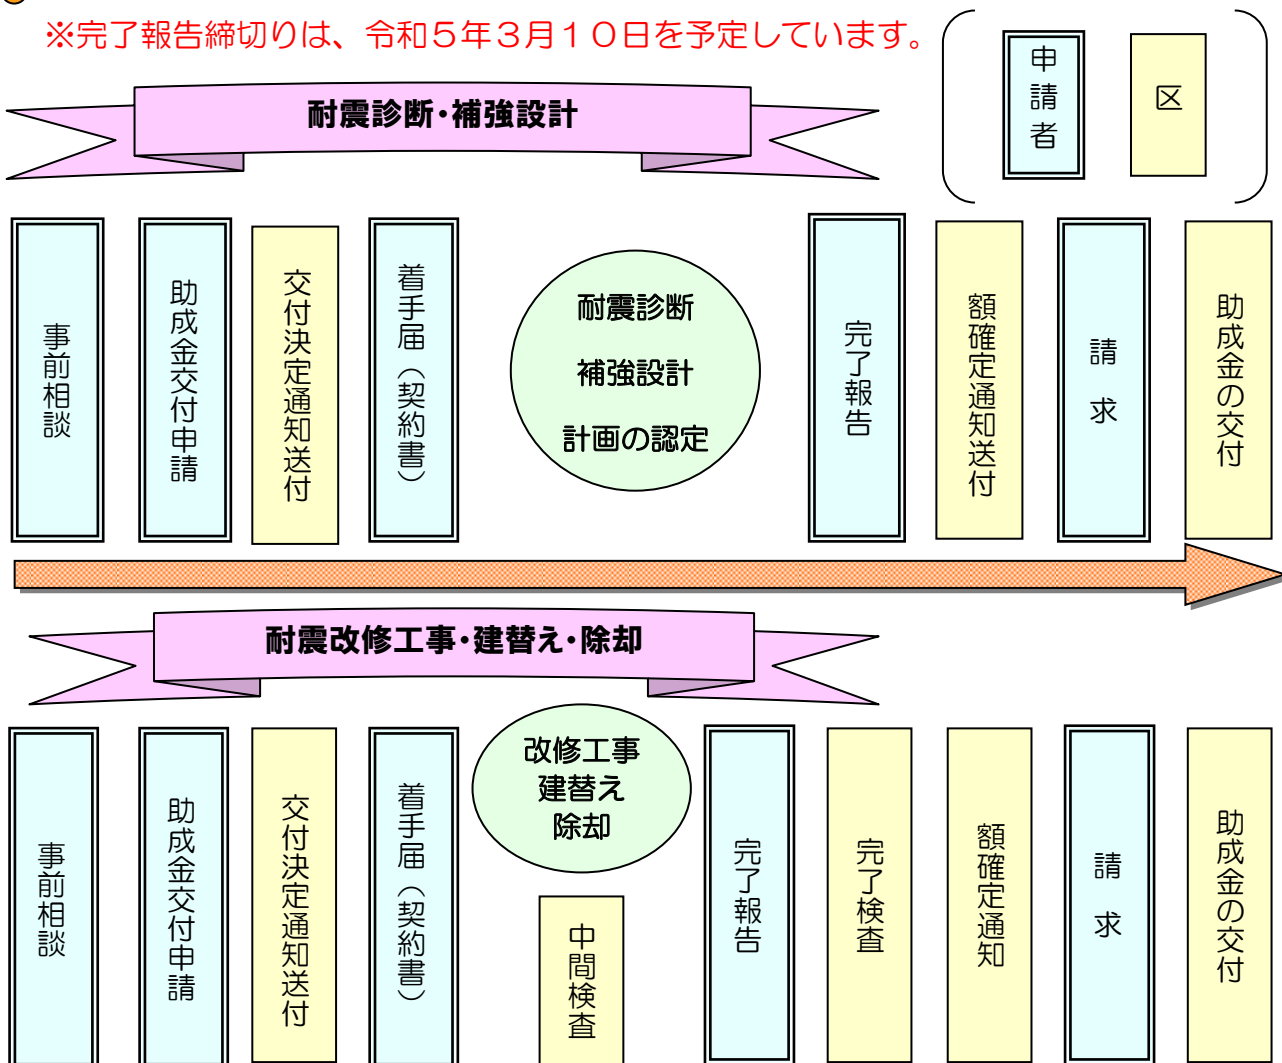 ※完了報告締切りは、令和５年３月１０日を予定しています。
申請者
区
耐震診断・補強設計
事前相談
助成金交付申請
交付決定通知送付
着手届（契約書）
耐震診断
補強設計
計画の認定
完了報告
額確定通知送付
請　求
助成金の交付
耐震改修工事・建替え・除却
事前相談
助成金交付申請
交付決定通知送付
着手届（契約書）
改修工事
建替え
除却
中間検査
完了報告
完了検査
額確定通知
請　求
助成金の交付